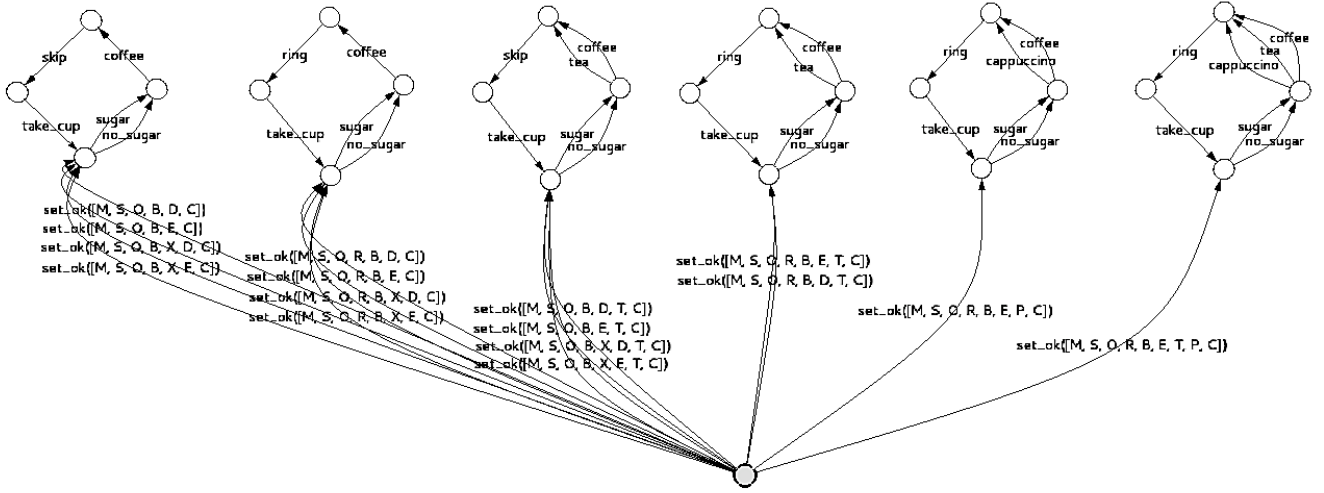 skip
coffee
take_cup
sugar
no_sugar
set_ok([M, S, O, B, D, C])
set_ok([M, S, O, B, E, C])
set_ok([M, S, O, B, X, D, C])
set_ok([M, S, O, B, X, E, C])
ring
coffee
take_cup
sugar
no_sugar
set_ok([M, S, O, R, B, D, C])
set_ok([M, S, O, R, B, E, C])
set_ok([M, S, O, R, B, X, D, C])
set_ok([M, S, O, R, B, X, E, C])
skip
coffee
tea
take_cup
sugar
no_sugar
set_ok([M, S, O, B, D, T, C])
set_ok([M, S, O, B, E, T, C])
set_ok([M, S, O, B, X, D, T, C])
set_ok([M, S, O, B, X, E, T, C])
ring
coffee
tea
take_cup
sugar
no_sugar
set_ok([M, S, O, R, B, E, T, C])
set_ok([M, S, O, R, B, D, T, C])
ring
coffee
cappuccino
take_cup
sugar
no_sugar
set_ok([M, S, O, R, B, E, P, C])
ring
coffee
tea
cappuccino
take_cup
sugar
no_sugar
set_ok([M, S, O, R, B, E, T, P, C])